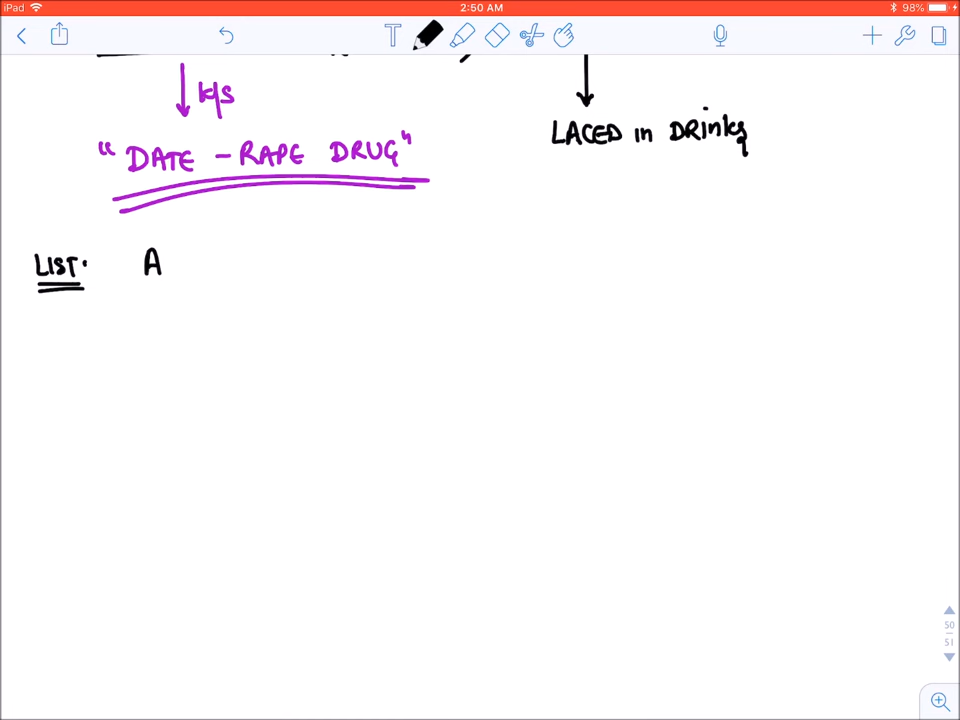 iPad 2:50 AM 98%
T
k/s
"DATE - RAPE DRUG"
LACED in DRinks
LIST: A
50
51